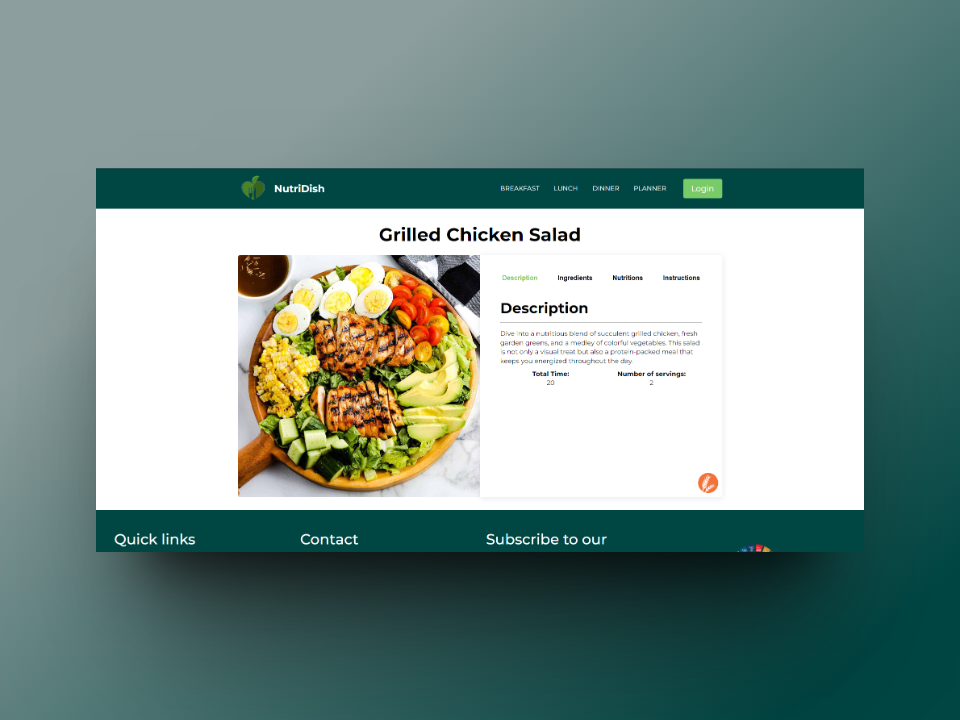 NutriDish
BREAKFAST LUNCH DINNER PLANNER Login
Grilled Chicken Salad
Description Ingredients Nutritions Instructions
Description
Dive into a nutritious blend of succulent grilled chicken, fresh
garden greens, and a medley of colorful vegetables. This salad
is not only a visual treat but also a protein-packed meal that
keeps you energized throughout the day.
Total Time: Number of servings:
20 2
Quick links Contact Subscribe to our